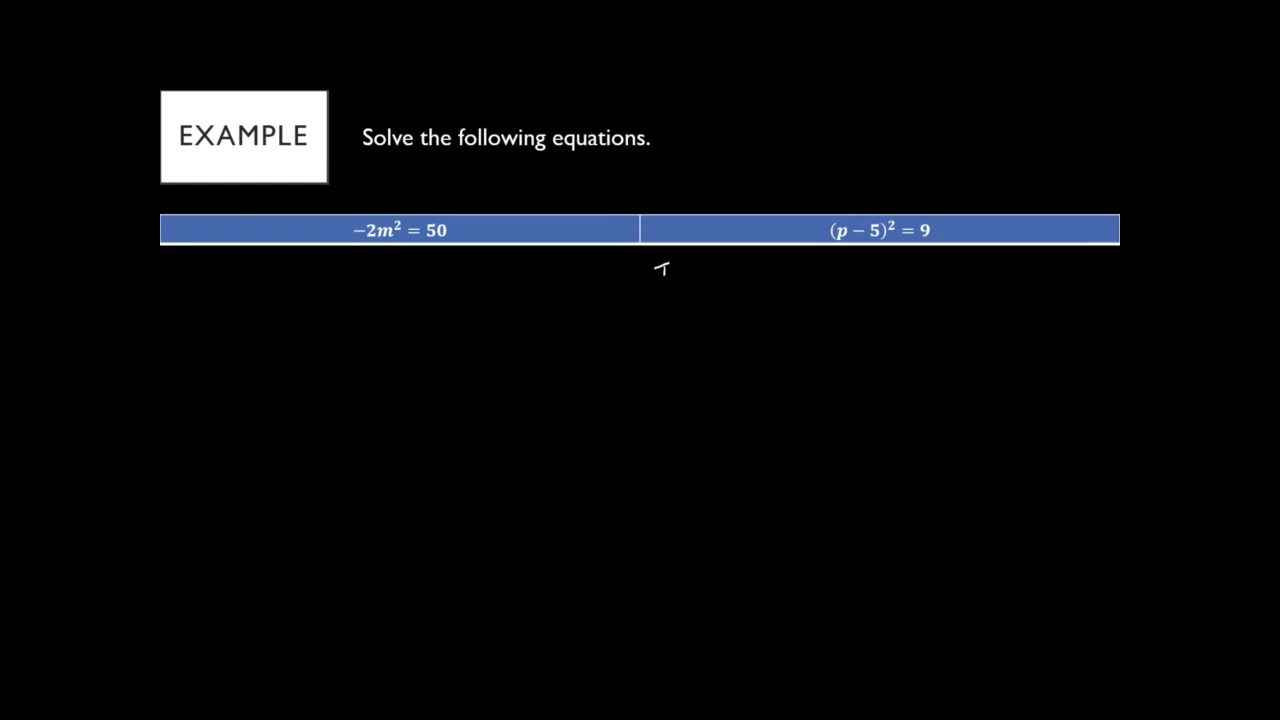 EXAMPLE
Solve the following equations.
−2m² = 50
(p − 5)² = 9